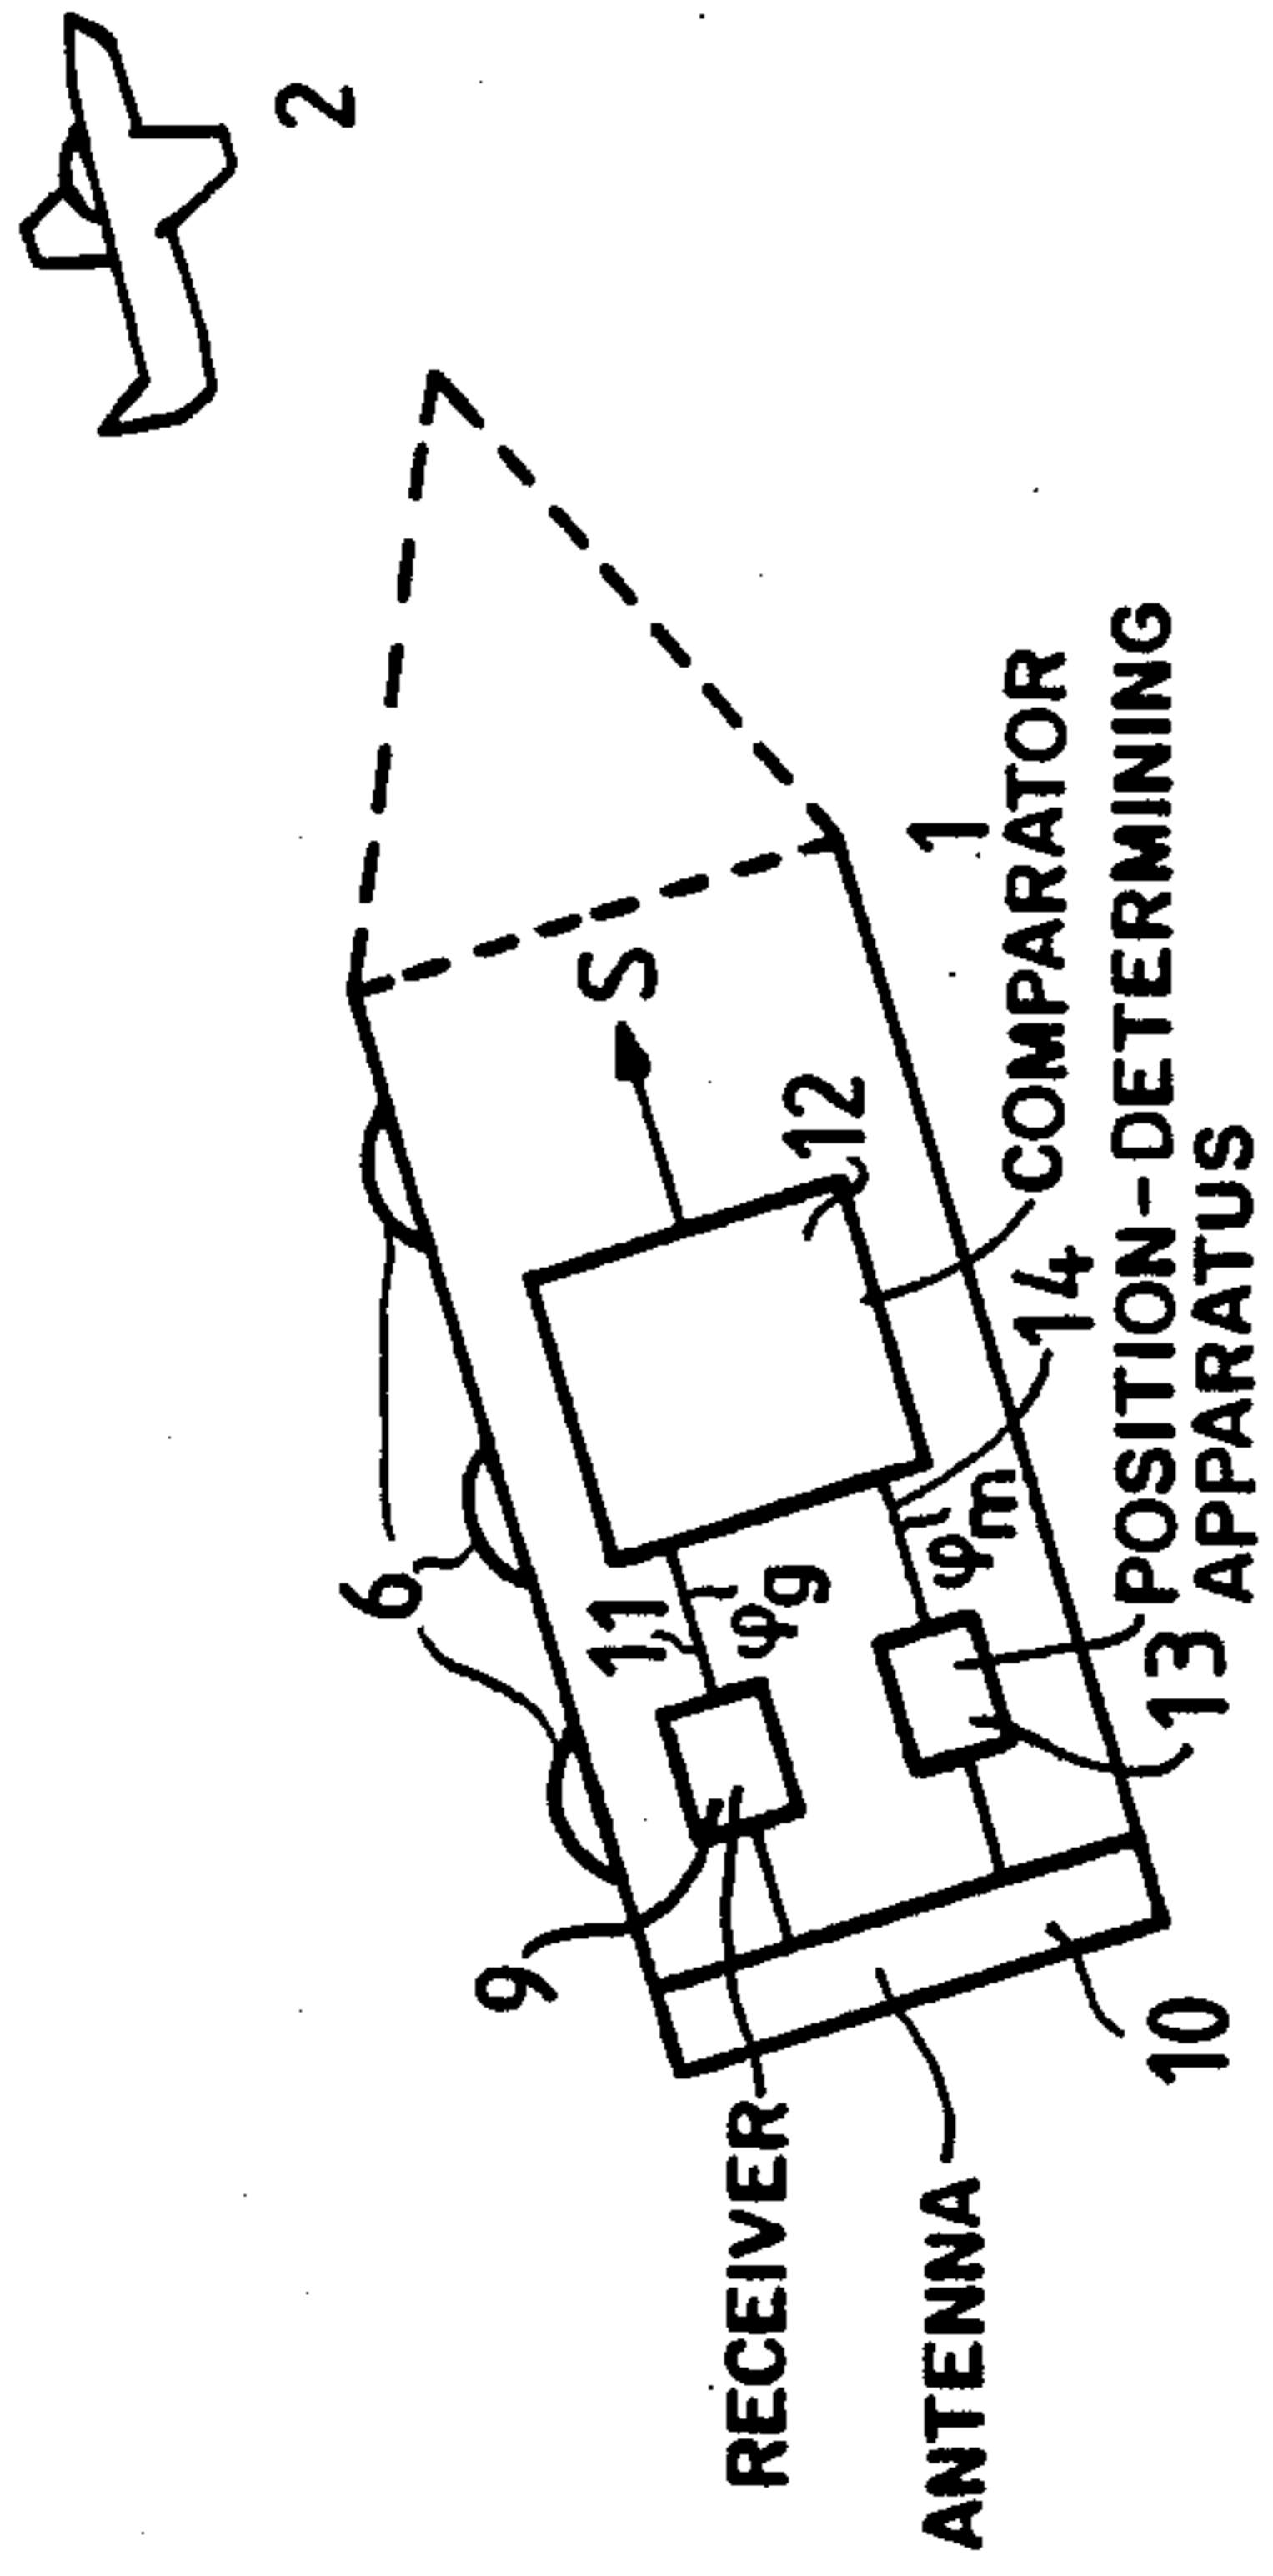 2
6
S
11
φg
12
9
RECEIVER
φm
14
1
COMPARATOR
ANTENNA
10
13
POSITION-DETERMINING
APPARATUS